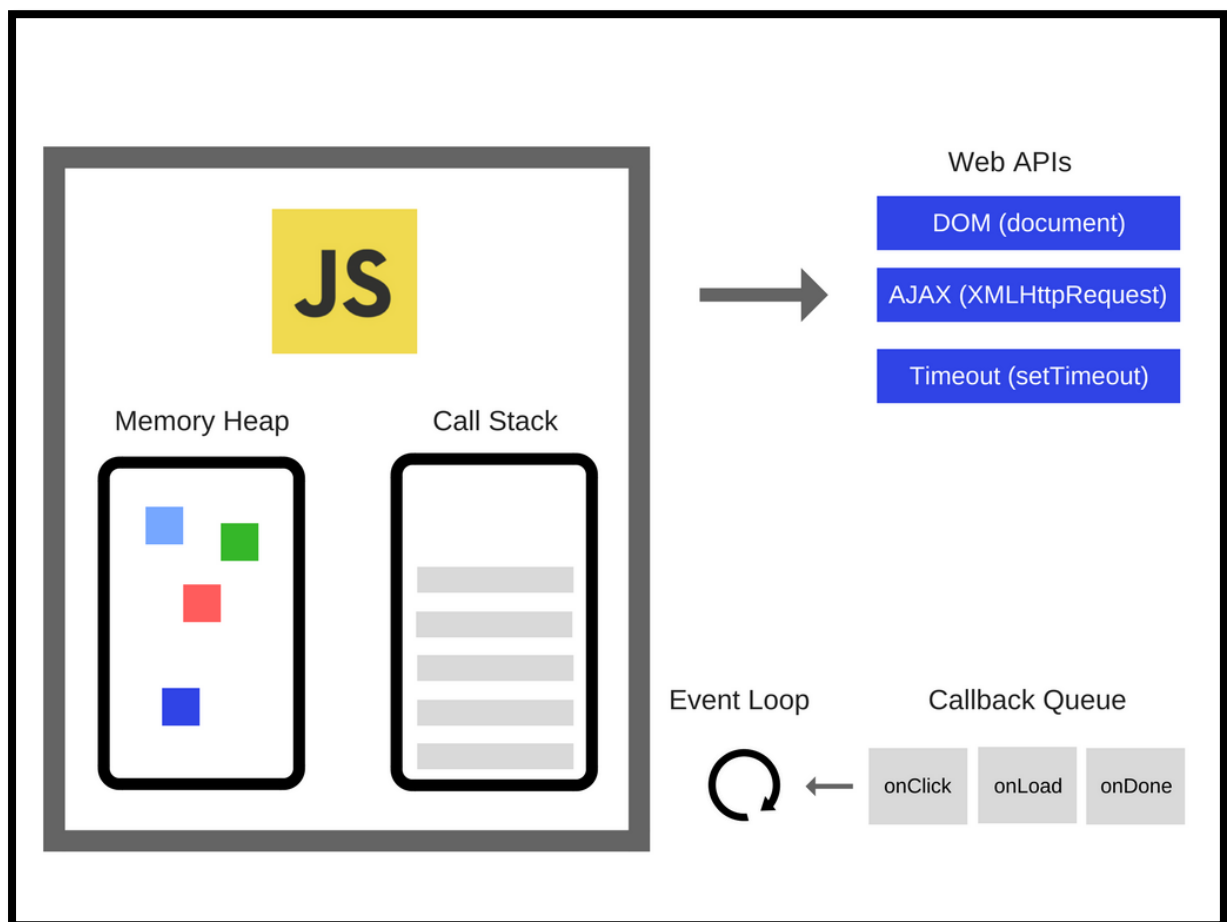 JS
Memory Heap
Call Stack
Web APIs
DOM (document)
AJAX (XMLHttpRequest)
Timeout (setTimeout)
Event Loop
Callback Queue
onClick
onLoad
onDone